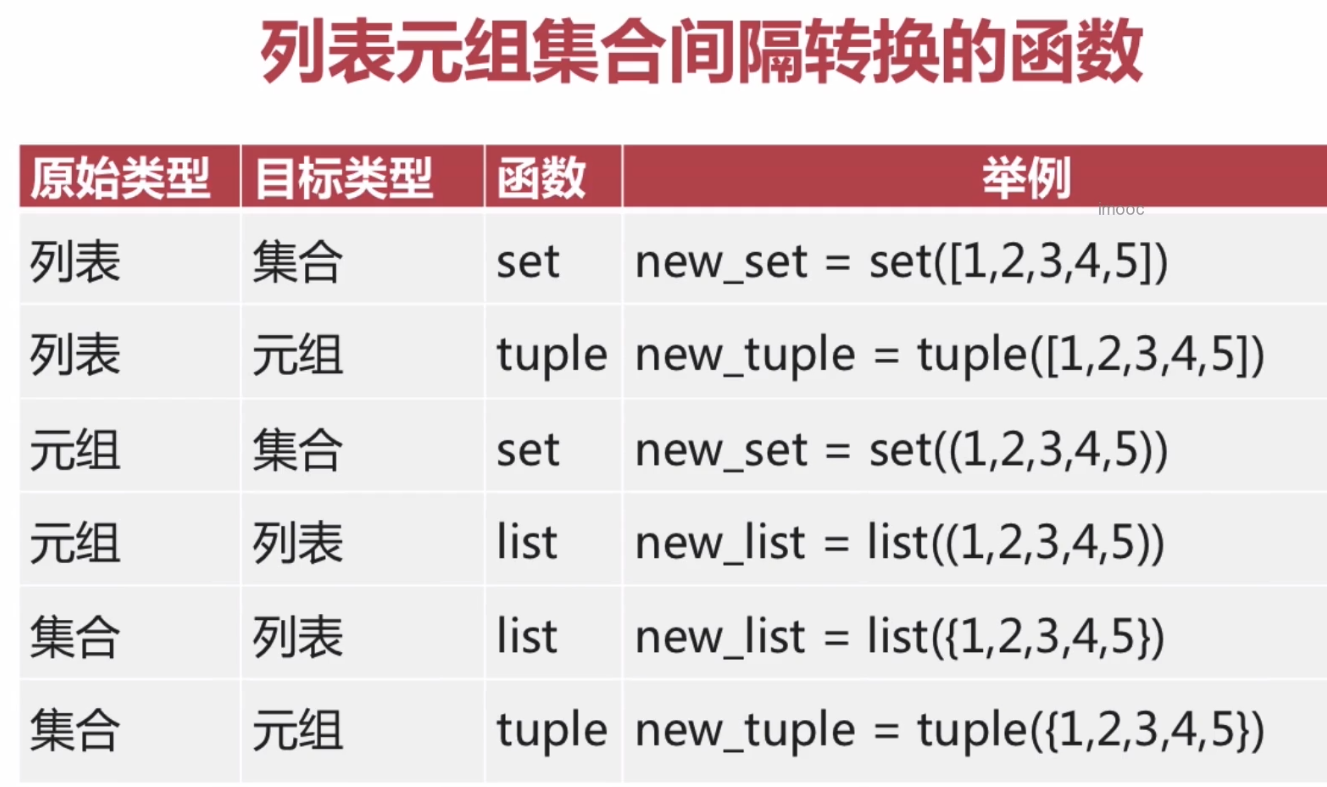 列表元组集合间隔转换的函数
原始类型 目标类型 函数 举例
imooc
列表 集合 set new_set = set([1,2,3,4,5])
列表 元组 tuple new_tuple = tuple([1,2,3,4,5])
元组 集合 set new_set = set((1,2,3,4,5))
元组 列表 list new_list = list((1,2,3,4,5))
集合 列表 list new_list = list({1,2,3,4,5})
集合 元组 tuple new_tuple = tuple({1,2,3,4,5})